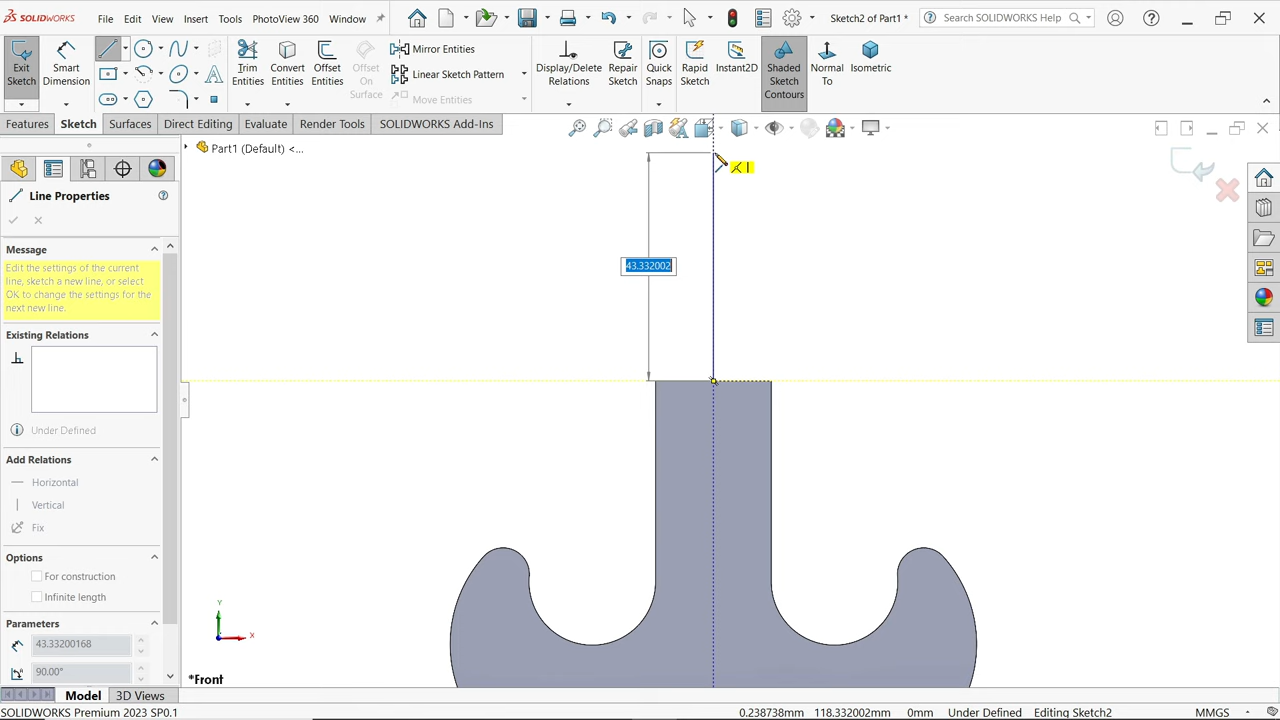 SOLIDWORKS
File
Edit
View
Insert
Tools
PhotoView 360
Window
Sketch2 of Part1 *
Search SOLIDWORKS Help
Exit Sketch
Smart Dimension
Trim Entities
Convert Entities
Offset Entities
Offset On Surface
Mirror Entities
Linear Sketch Pattern
Move Entities
Display/Delete Relations
Repair Sketch
Quick Snaps
Rapid Sketch
Instant2D
Shaded Sketch Contours
Normal To
Isometric
Features
Sketch
Surfaces
Direct Editing
Evaluate
Render Tools
SOLIDWORKS Add-Ins
Part1 (Default) <...
Line Properties
Message
Edit the settings of the current
line, sketch a new line, or select
OK to change the settings for the
next new line.
43.332002
Existing Relations
Under Defined
Add Relations
Horizontal
Vertical
Fix
Options
For construction
Infinite length
Parameters
43.33200168
90.00°
Y
X
*Front
Model
3D Views
SOLIDWORKS Premium 2023 SP0.1
0.238738mm
118.332002mm
0mm
Under Defined
Editing Sketch2
MMGS